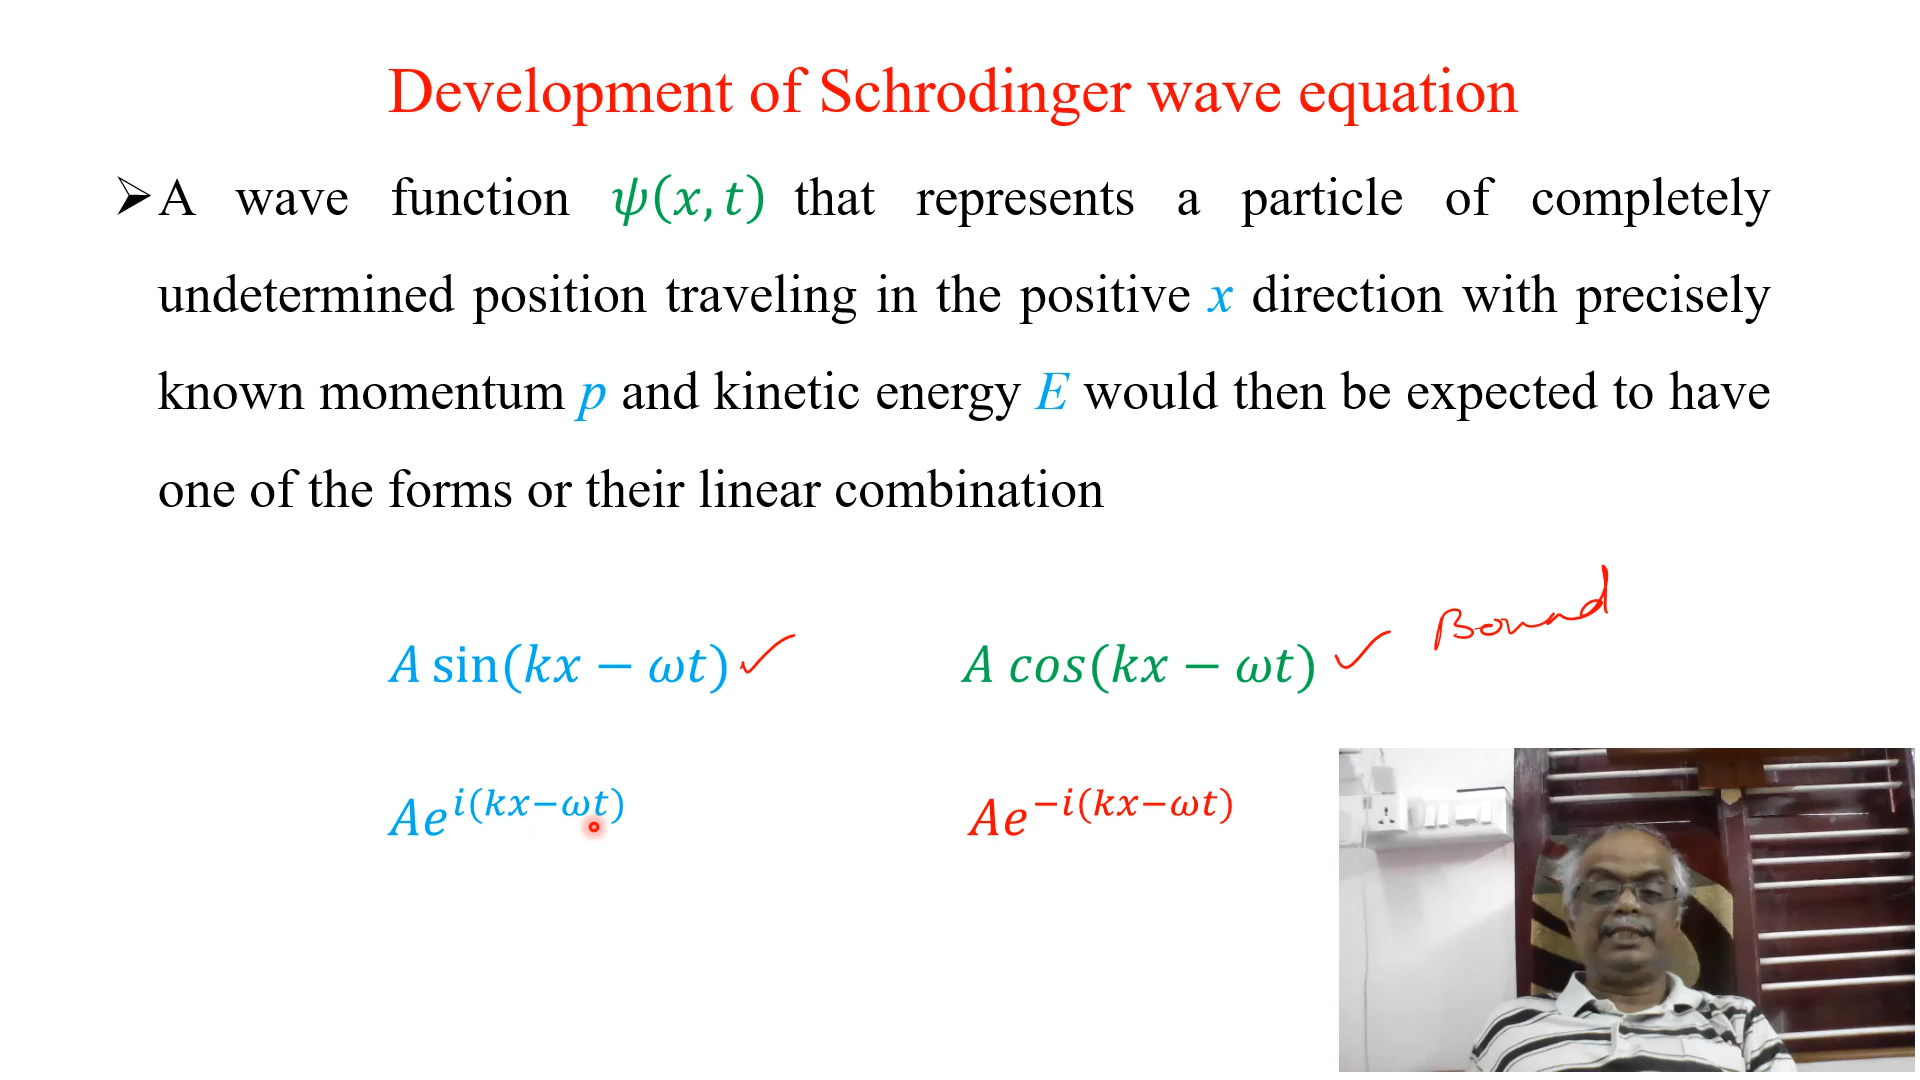 Development of Schrodinger wave equation
➢A wave function ψ(x, t) that represents a particle of completely
undetermined position traveling in the positive x direction with precisely
known momentum p and kinetic energy E would then be expected to have
one of the forms or their linear combination
A sin(kx − ωt) ✓ A cos(kx − ωt) ✓ Bound
Ae^{i(kx−ωt)} Ae^{−i(kx−ωt)}